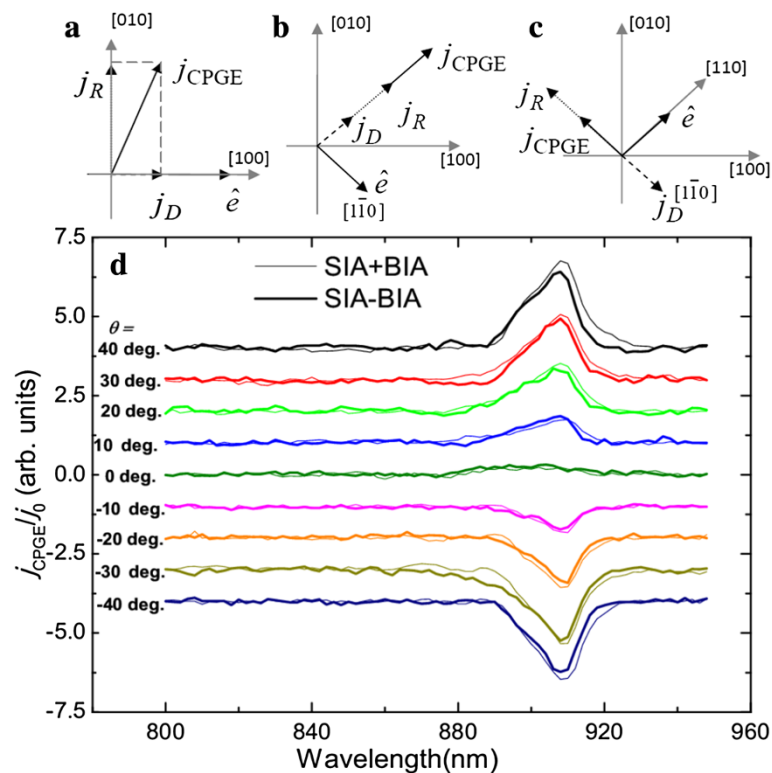 a
[010]
j_R
j_CPGE
[100]
j_D
ê
b
[010]
j_CPGE
j_D
j_R
[100]
ê
[11̄0]
c
[010]
[110]
j_R
ê
j_CPGE
[100]
j_D
[11̄0]
d
SIA+BIA
SIA-BIA
θ =
40 deg.
30 deg.
20 deg.
10 deg.
0 deg.
-10 deg.
-20 deg.
-30 deg.
-40 deg.
7.5
5.0
2.5
0.0
-2.5
-5.0
-7.5
j_CPGE/j_0 (arb. units)
800 840 880 920 960
Wavelength(nm)